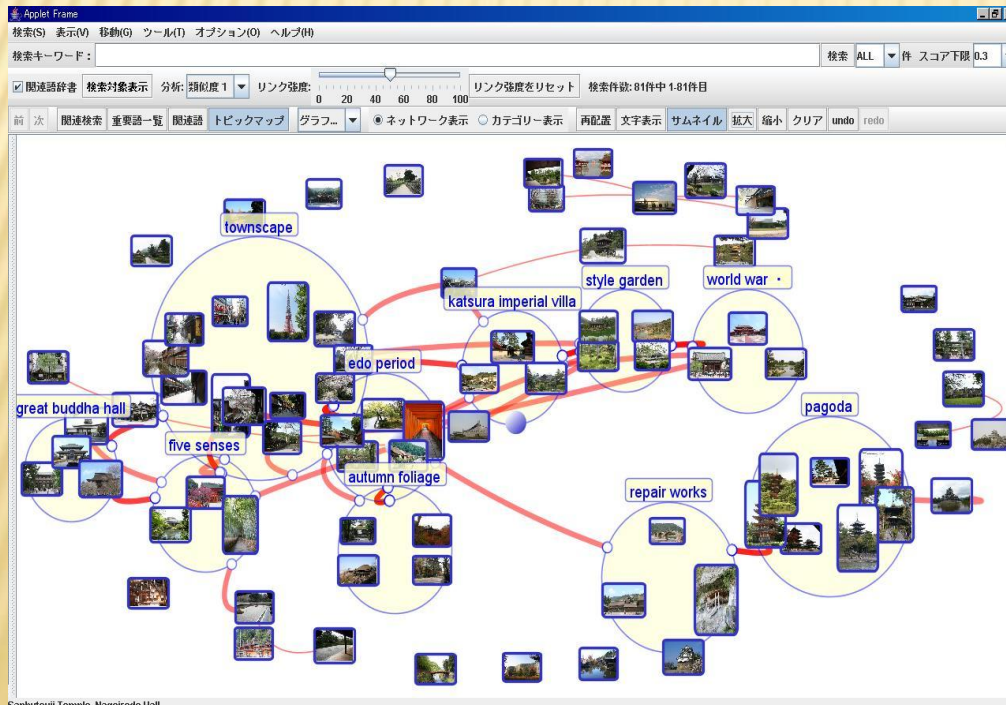 Applet Frame
検索(S) 表示(V) 移動(G) ツール(T) オプション(O) ヘルプ(H)
検索キーワード： 検索 ALL 件 スコア下限 0.3
関連語辞書 検索対象表示 分析: 類似度 1 リンク強度: 0 20 40 60 80 100 リンク強度をリセット 検索件数: 81件中 1-81件目
前 次 関連検索 重要語一覧 関連語 トピックマップ グラフ... ネットワーク表示 カテゴリー表示 再配置 文字表示 サムネイル 拡大 縮小 クリア undo redo
townscape
style garden
world war ・
katsura imperial villa
edo period
great buddha hall
pagoda
five senses
autumn foliage
repair works